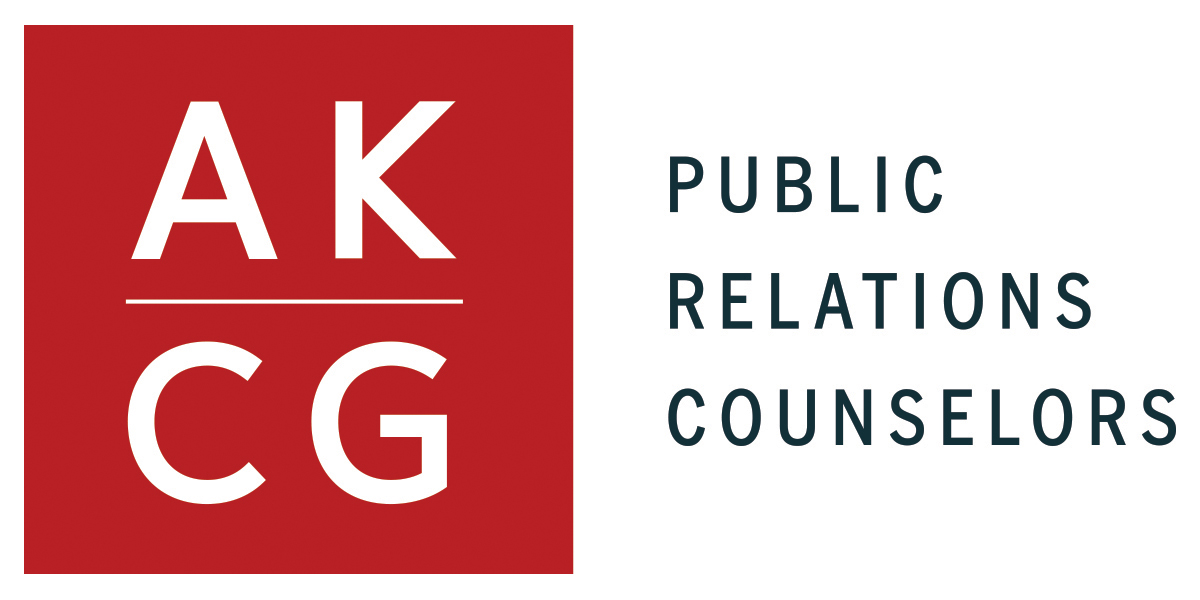 AK
CG
PUBLIC
RELATIONS
COUNSELORS